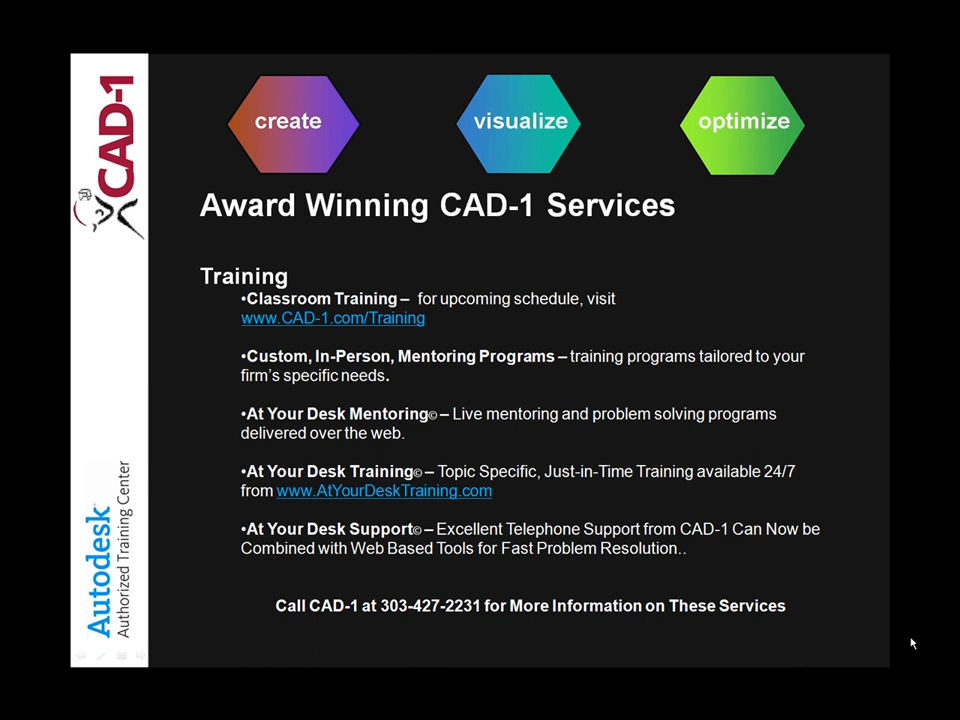 create
visualize
optimize
CAD-1
Award Winning CAD-1 Services
Training
•Classroom Training – for upcoming schedule, visit
www.CAD-1.com/Training
•Custom, In-Person, Mentoring Programs – training programs tailored to your
firm's specific needs.
•At Your Desk Mentoring© – Live mentoring and problem solving programs
delivered over the web.
•At Your Desk Training© – Topic Specific, Just-in-Time Training available 24/7
from www.AtYourDeskTraining.com
•At Your Desk Support© – Excellent Telephone Support from CAD-1 Can Now be
Combined with Web Based Tools for Fast Problem Resolution..
Call CAD-1 at 303-427-2231 for More Information on These Services
Autodesk
Authorized Training Center